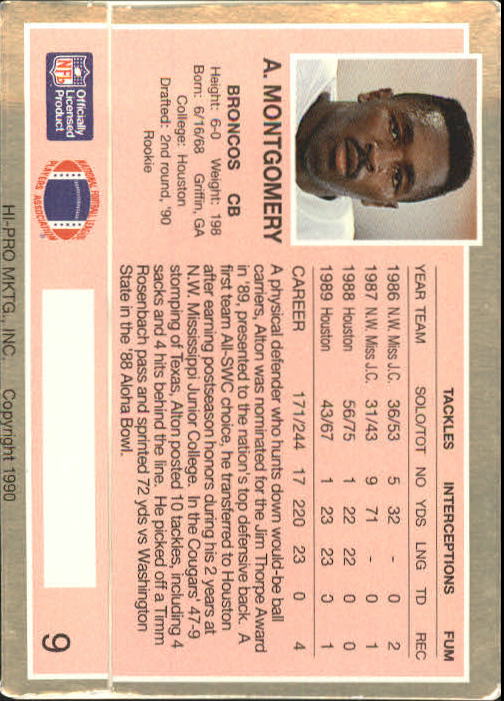 A. MONTGOMERY
BRONCOS CB
Height: 6-0 Weight: 198
Born: 6/16/68 Griffin, GA
College: Houston
Drafted: 2nd round, '90
Rookie
NFL
Officially
Licensed
Product
NATIONAL FOOTBALL LEAGUE
PLAYERS ASSOCIATION
TACKLES INTERCEPTIONS FUM
YEAR TEAM SOLO/TOT NO YDS LNG TD REC
1986 N.W. Miss J.C. 36/53 5 32 - 0 2
1987 N.W. Miss J.C. 31/43 9 71 - 0 1
1988 Houston 56/75 1 22 22 0 0
1989 Houston 43/67 1 23 23 0 1
CAREER 171/244 17 220 23 0 4
A physical defender who hunts down would-be ball
carriers, Alton was nominated for the Jim Thorpe Award
in '89, presented to the nation's top defensive back. A
first team All-SWC choice, he transferred to Houston
after earning postseason honors during his 2 years at
N.W. Mississippi Junior College. In the Cougars' 47-9
stomping of Texas, Alton posted 10 tackles, including 4
sacks and 4 hits behind the line. He picked off a Timm
Rosenbach pass and sprinted 72 yds vs Washington
State in the '88 Aloha Bowl.
9
HI-PRO MKTG., INC. Copyright 1990